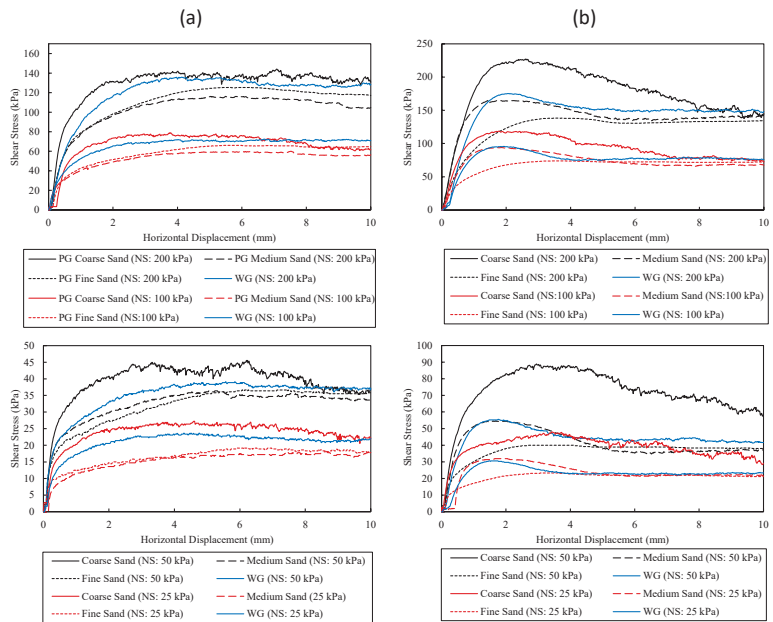 (a)
(b)
160
140
120
100
80
60
40
20
0
Shear Stress (kPa)
0 2 4 6 8 10
Horizontal Displacement (mm)
PG Coarse Sand (NS: 200 kPa) PG Medium Sand (NS: 200 kPa)
PG Fine Sand (NS: 200 kPa) WG (NS: 200 kPa)
PG Coarse Sand (NS: 100 kPa) PG Medium Sand (NS: 100 kPa)
PG Fine Sand (NS:100 kPa) WG (NS: 100 kPa)
250
200
150
100
50
0
Shear Stress (kPa)
0 2 4 6 8 10
Horizontal Displacement (mm)
Coarse Sand (NS: 200 kPa) Medium Sand (NS: 200 kPa)
Fine Sand (NS: 200 kPa) WG (NS: 200 kPa)
Coarse Sand (NS:100 kPa) Medium Sand (NS:100 kPa)
Fine Sand (NS:100 kPa) WG (NS: 100 kPa)
50
45
40
35
30
25
20
15
10
5
0
Shear Stress (kPa)
0 2 4 6 8 10
Horizontal Displacement (mm)
Coarse Sand (NS: 50 kPa) Medium Sand (NS: 50 kPa)
Fine Sand (NS: 50 kPa) WG (NS: 50 kPa)
Coarse Sand (NS: 25 kPa) Medium Sand (25 kPa)
Fine Sand (NS: 25 kPa) WG (NS: 25 kPa)
100
90
80
70
60
50
40
30
20
10
0
Shear Stress (kPa)
0 2 4 6 8 10
Horizontal Displacement (mm)
Coarse Sand (NS: 50 kPa) Medium Sand (NS: 50 kPa)
Fine Sand (NS: 50 kPa) WG (NS: 50 kPa)
Coarse Sand (NS: 25 kPa) Medium Sand (NS: 25 kPa)
Fine Sand (NS: 25 kPa) WG (NS: 25 kPa)